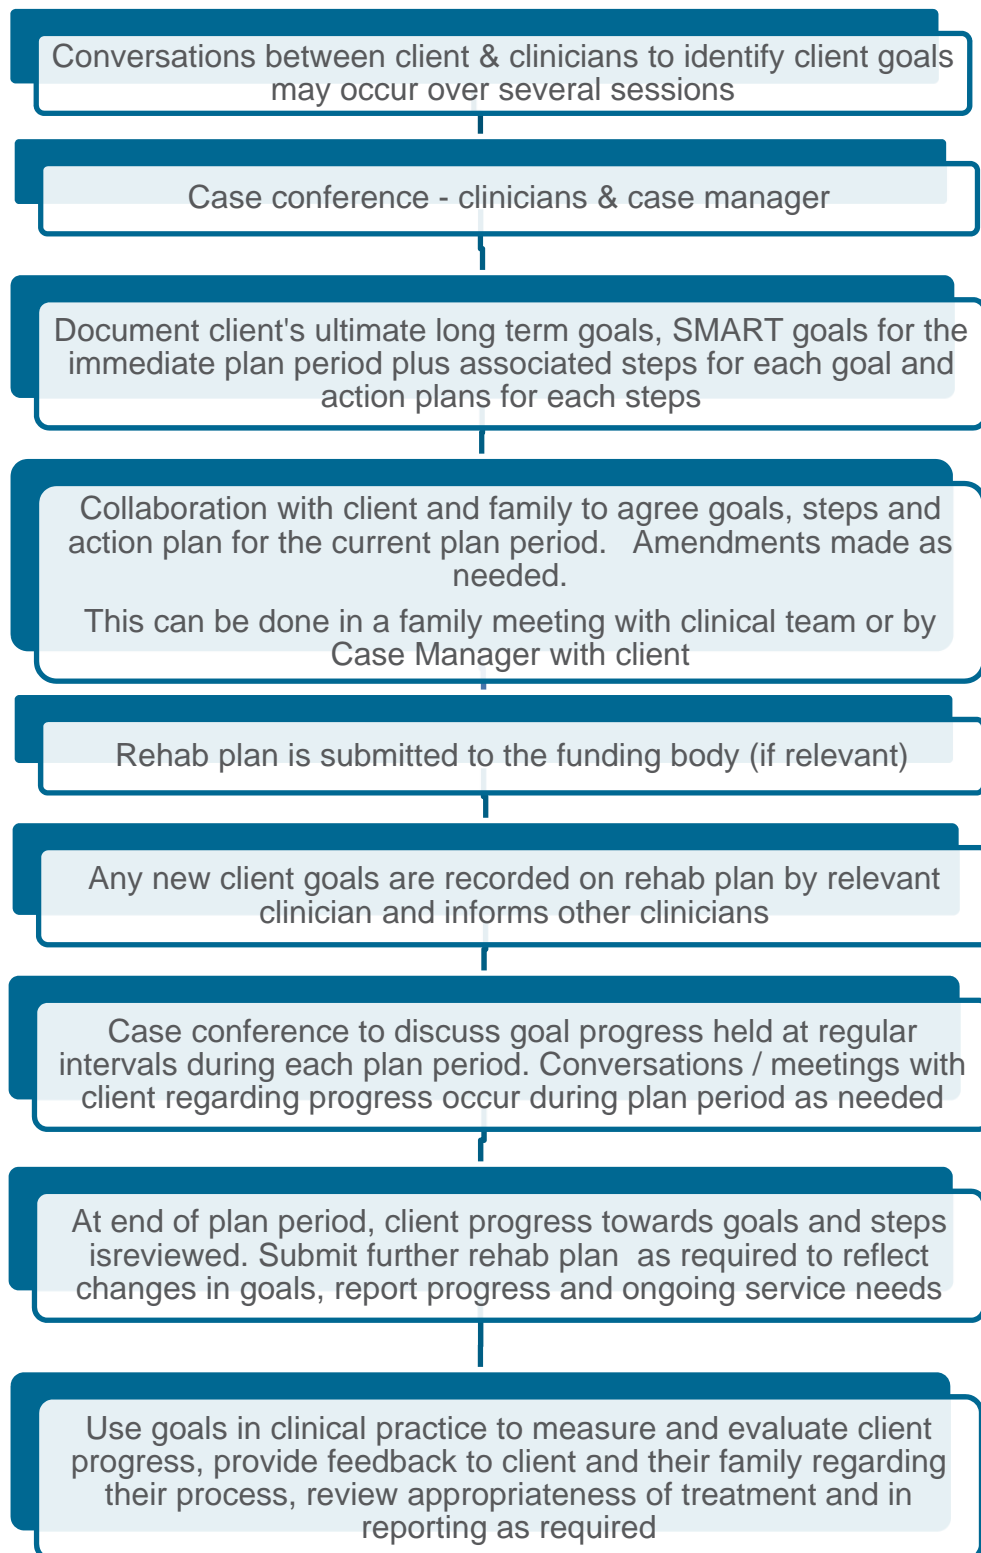 Conversations between client & clinicians to identify client goals
may occur over several sessions
Case conference - clinicians & case manager
Document client's ultimate long term goals, SMART goals for the
immediate plan period plus associated steps for each goal and
action plans for each steps
Collaboration with client and family to agree goals, steps and
action plan for the current plan period.   Amendments made as
needed.
This can be done in a family meeting with clinical team or by
Case Manager with client
Rehab plan is submitted to the funding body (if relevant)
Any new client goals are recorded on rehab plan by relevant
clinician and informs other clinicians
Case conference to discuss goal progress held at regular
intervals during each plan period. Conversations / meetings with
client regarding progress occur during plan period as needed
At end of plan period, client progress towards goals and steps
isreviewed. Submit further rehab plan  as required to reflect
changes in goals, report progress and ongoing service needs
Use goals in clinical practice to measure and evaluate client
progress, provide feedback to client and their family regarding
their process, review appropriateness of treatment and in
reporting as required